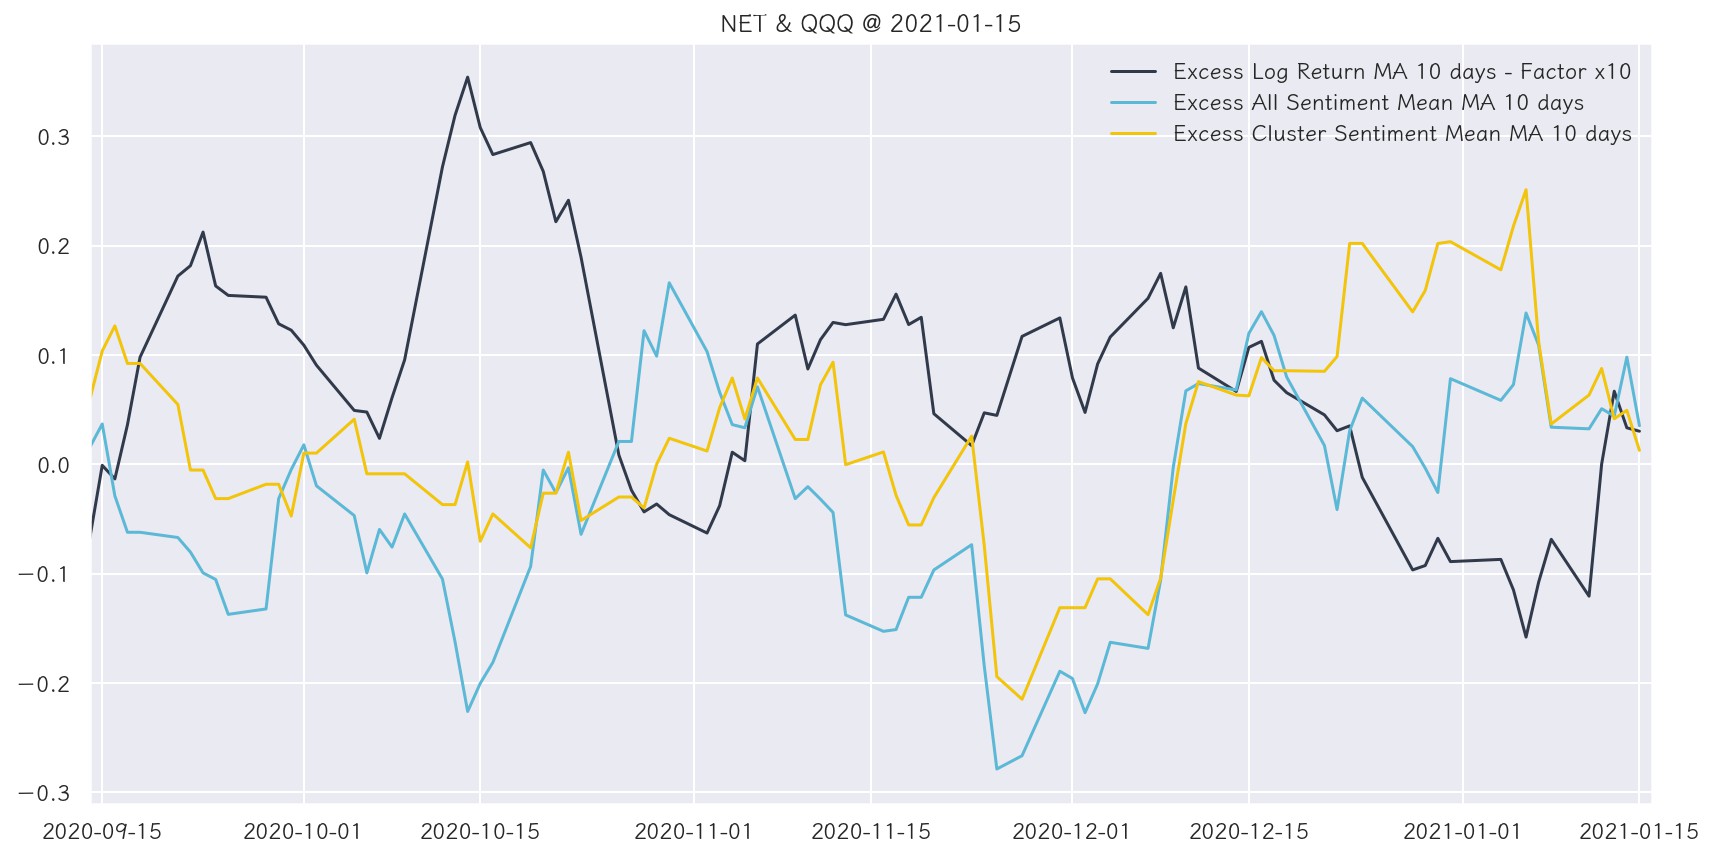 NET & QQQ @ 2021-01-15
Excess Log Return MA 10 days - Factor x10
Excess All Sentiment Mean MA 10 days
Excess Cluster Sentiment Mean MA 10 days
0.3
0.2
0.1
0.0
−0.1
−0.2
−0.3
2020-09-15 2020-10-01 2020-10-15 2020-11-01 2020-11-15 2020-12-01 2020-12-15 2021-01-01 2021-01-15